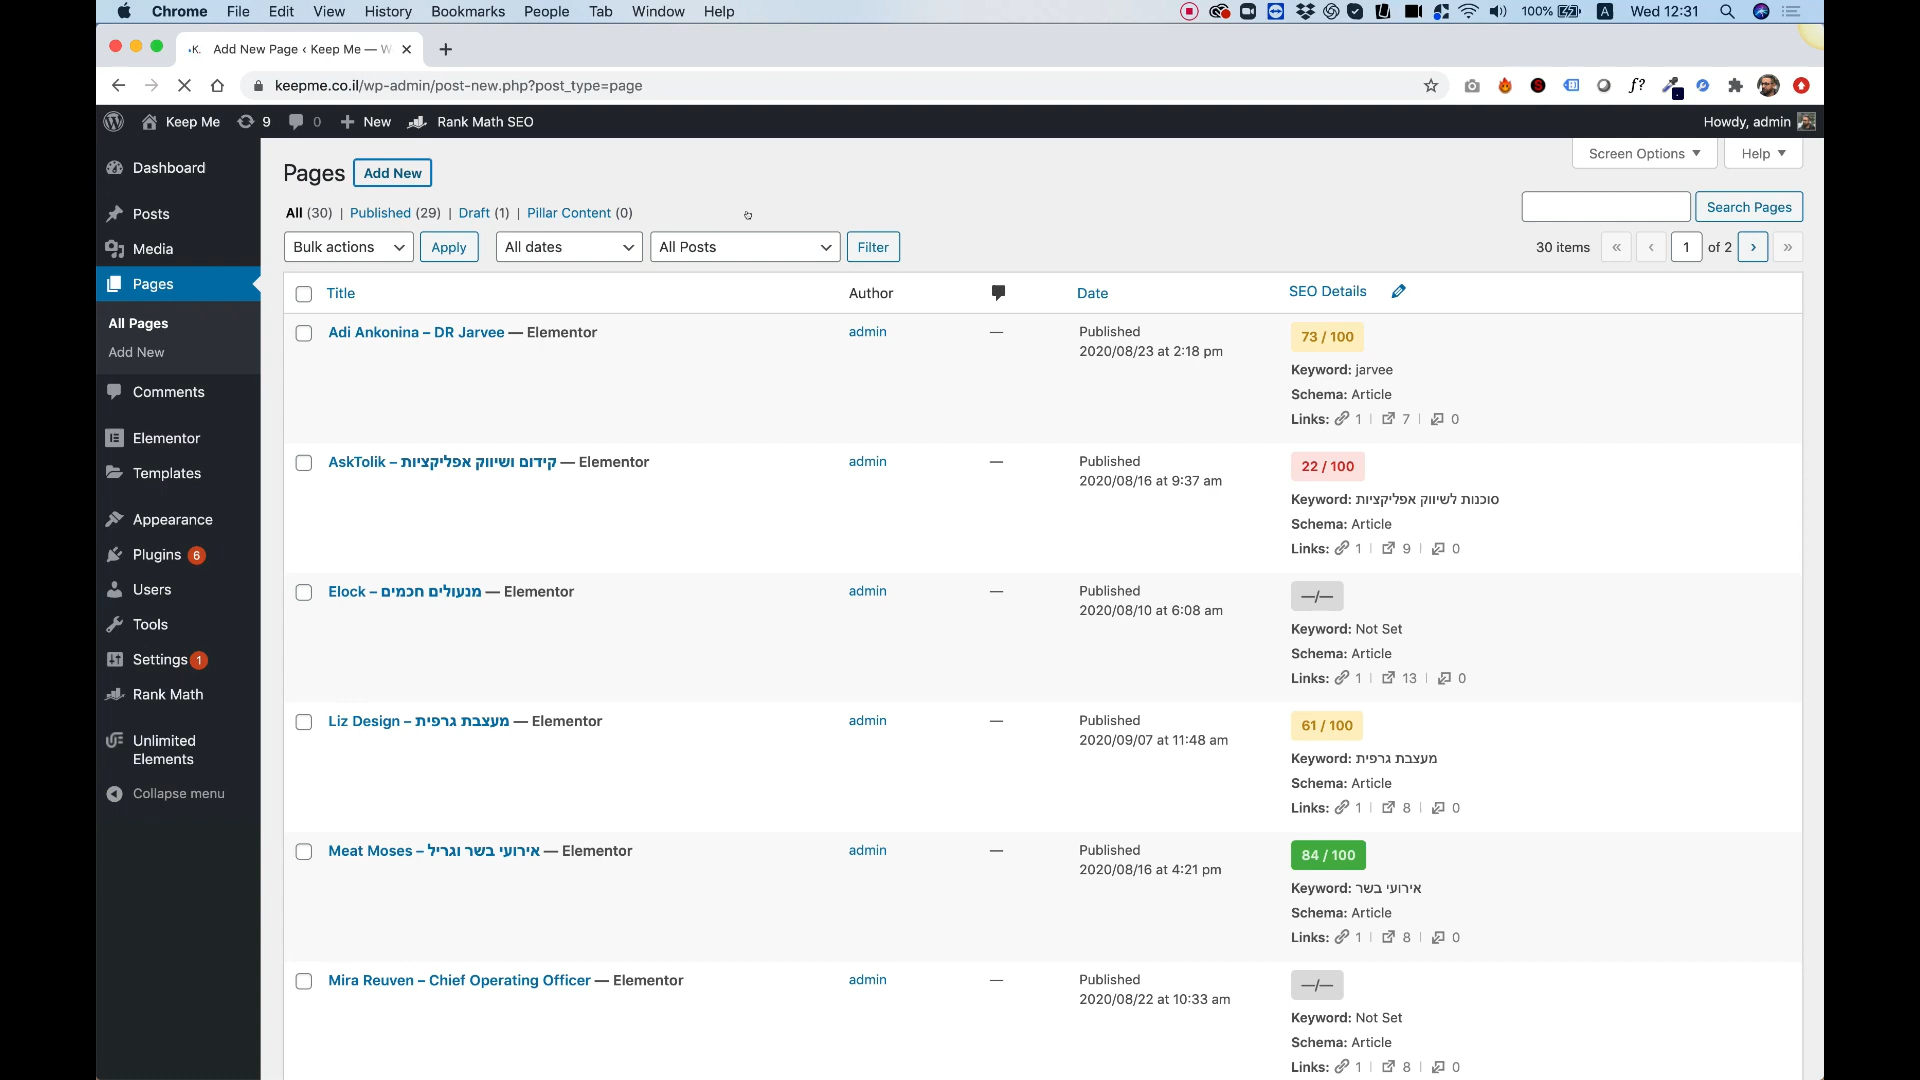 Chrome File Edit View History Bookmarks People Tab Window Help 100% A Wed 12:31
K. Add New Page ‹ Keep Me — W
keepme.co.il/wp-admin/post-new.php?post_type=page
Keep Me 9 0 + New Rank Math SEO Howdy, admin
Dashboard
Posts
Media
Pages
All Pages
Add New
Comments
Elementor
Templates
Appearance
Plugins 6
Users
Tools
Settings 1
Rank Math
Unlimited
Elements
Collapse menu
Screen Options Help
Pages Add New
All (30) | Published (29) | Draft (1) | Pillar Content (0)
Search Pages
Bulk actions Apply All dates All Posts Filter
30 items « ‹ 1 of 2 › »
Title Author Date SEO Details
Adi Ankonina – DR Jarvee — Elementor
admin
—
Published
2020/08/23 at 2:18 pm
73 / 100
Keyword: jarvee
Schema: Article
Links: 1 | 7 | 0
AskTolik – קידום ושיווק אפליקציות — Elementor
admin
—
Published
2020/08/16 at 9:37 am
22 / 100
Keyword: סוכנות לשיווק אפליקציות
Schema: Article
Links: 1 | 9 | 0
Elock – מנעולים חכמים — Elementor
admin
—
Published
2020/08/10 at 6:08 am
—/—
Keyword: Not Set
Schema: Article
Links: 1 | 13 | 0
Liz Design – מעצבת גרפית — Elementor
admin
—
Published
2020/09/07 at 11:48 am
61 / 100
Keyword: מעצבת גרפית
Schema: Article
Links: 1 | 8 | 0
Meat Moses – אירועי בשר וגריל — Elementor
admin
—
Published
2020/08/16 at 4:21 pm
84 / 100
Keyword: אירועי בשר
Schema: Article
Links: 1 | 8 | 0
Mira Reuven – Chief Operating Officer — Elementor
admin
—
Published
2020/08/22 at 10:33 am
—/—
Keyword: Not Set
Schema: Article
Links: 1 | 8 | 0